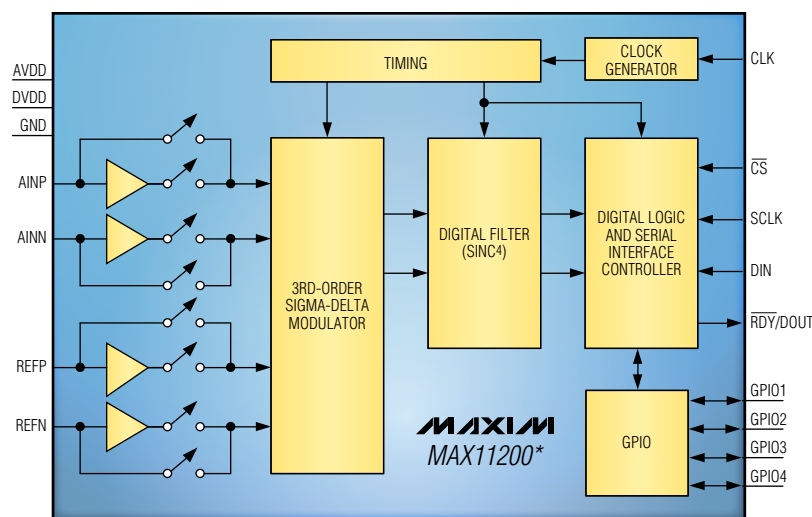 AVDD
DVDD
GND
AINP
AINN
REFP
REFN
TIMING
CLOCK
GENERATOR
3RD-ORDER
SIGMA-DELTA
MODULATOR
DIGITAL FILTER
(SINC4)
DIGITAL LOGIC
AND SERIAL
INTERFACE
CONTROLLER
GPIO
MAXIM
MAX11200*
CLK
CS
SCLK
DIN
RDY/DOUT
GPIO1
GPIO2
GPIO3
GPIO4